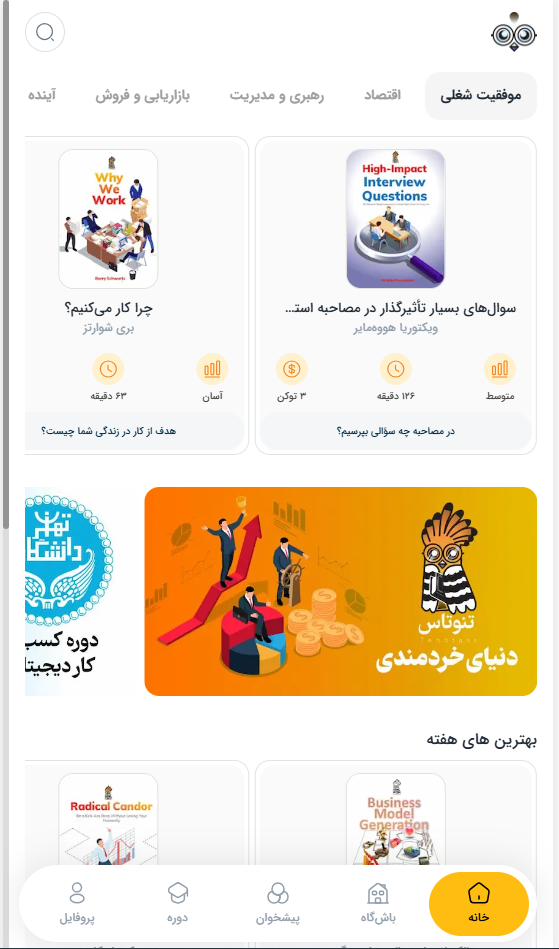 موفقیت شغلی
اقتصاد
رهبری و مدیریت
بازاریابی و فروش
آینده
High-Impact
Interview
Questions
سوال‌های بسیار تأثیرگذار در مصاحبه استـ...
ویکتوریا هووه‌مایر
متوسط
۱۲۶ دقیقه
۳ توکن
در مصاحبه چه سؤالی بپرسیم؟
Why
We
Work
Barry Schwartz
چرا کار می‌کنیم؟
بری شوارتز
آسان
۶۳ دقیقه
هدف از کار در زندگی شما چیست؟
تنوتاس
دنیای خردمندی
تهران
دوره کسب
کار دیجیتا
بهترین های هفته
Business
Model
Generation
Radical Candor
خانه
باشگاه
پیشخوان
دوره
پروفایل